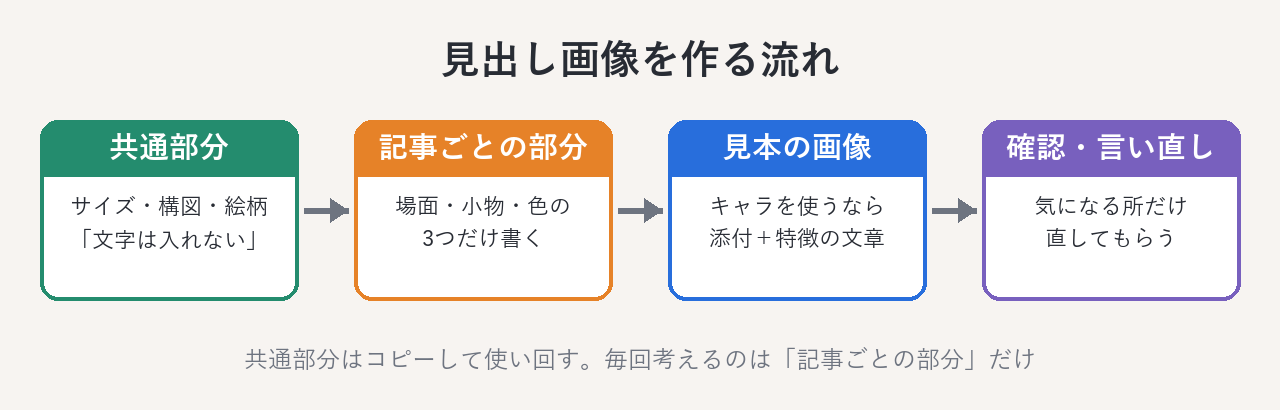 見出し画像を作る流れ
共通部分
サイズ・構図・絵柄
「文字は入れない」
記事ごとの部分
場面・小物・色の
3つだけ書く
見本の画像
キャラを使うなら
添付＋特徴の文章
確認・言い直し
気になる所だけ
直してもらう
共通部分はコピーして使い回す。毎回考えるのは「記事ごとの部分」だけ